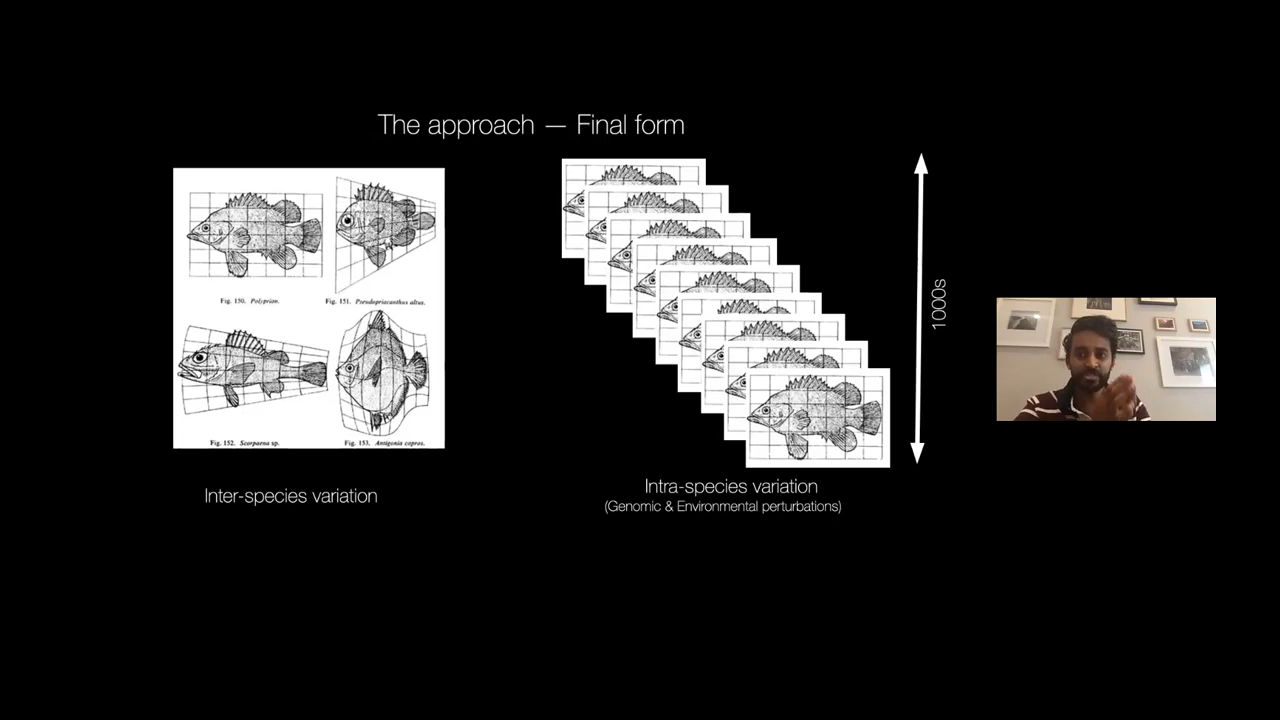 The approach — Final form
Fig. 150. Polyprion.
Fig. 151. Pseudopriacanthus altus.
Fig. 152. Scorpaena sp.
Fig. 153. Antigonia capros.
Inter-species variation
Intra-species variation
(Genomic & Environmental perturbations)
1000s